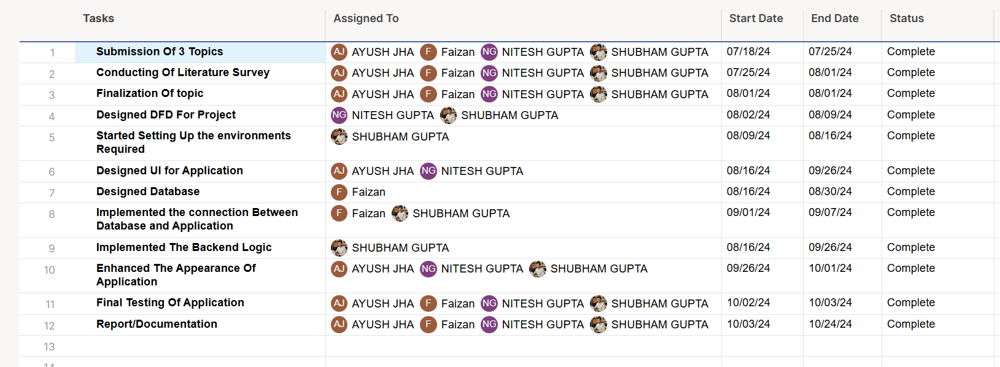 Tasks Assigned To Start Date End Date Status
1 Submission Of 3 Topics AJ AYUSH JHA F Faizan NG NITESH GUPTA SHUBHAM GUPTA 07/18/24 07/25/24 Complete
2 Conducting Of Literature Survey AJ AYUSH JHA F Faizan NG NITESH GUPTA SHUBHAM GUPTA 07/25/24 08/01/24 Complete
3 Finalization Of topic AJ AYUSH JHA F Faizan NG NITESH GUPTA SHUBHAM GUPTA 08/01/24 08/01/24 Complete
4 Designed DFD For Project NG NITESH GUPTA SHUBHAM GUPTA 08/02/24 08/09/24 Complete
5 Started Setting Up the environments SHUBHAM GUPTA 08/09/24 08/16/24 Complete
Required
6 Designed UI for Application AJ AYUSH JHA NG NITESH GUPTA 08/16/24 09/26/24 Complete
7 Designed Database F Faizan 08/16/24 08/30/24 Complete
8 Implemented the connection Between F Faizan SHUBHAM GUPTA 09/01/24 09/07/24 Complete
Database and Application
9 Implemented The Backend Logic SHUBHAM GUPTA 08/16/24 09/26/24 Complete
10 Enhanced The Appearance Of AJ AYUSH JHA NG NITESH GUPTA SHUBHAM GUPTA 09/26/24 10/01/24 Complete
Application
11 Final Testing Of Application AJ AYUSH JHA F Faizan NG NITESH GUPTA SHUBHAM GUPTA 10/02/24 10/03/24 Complete
12 Report/Documentation AJ AYUSH JHA F Faizan NG NITESH GUPTA SHUBHAM GUPTA 10/03/24 10/24/24 Complete
13
14